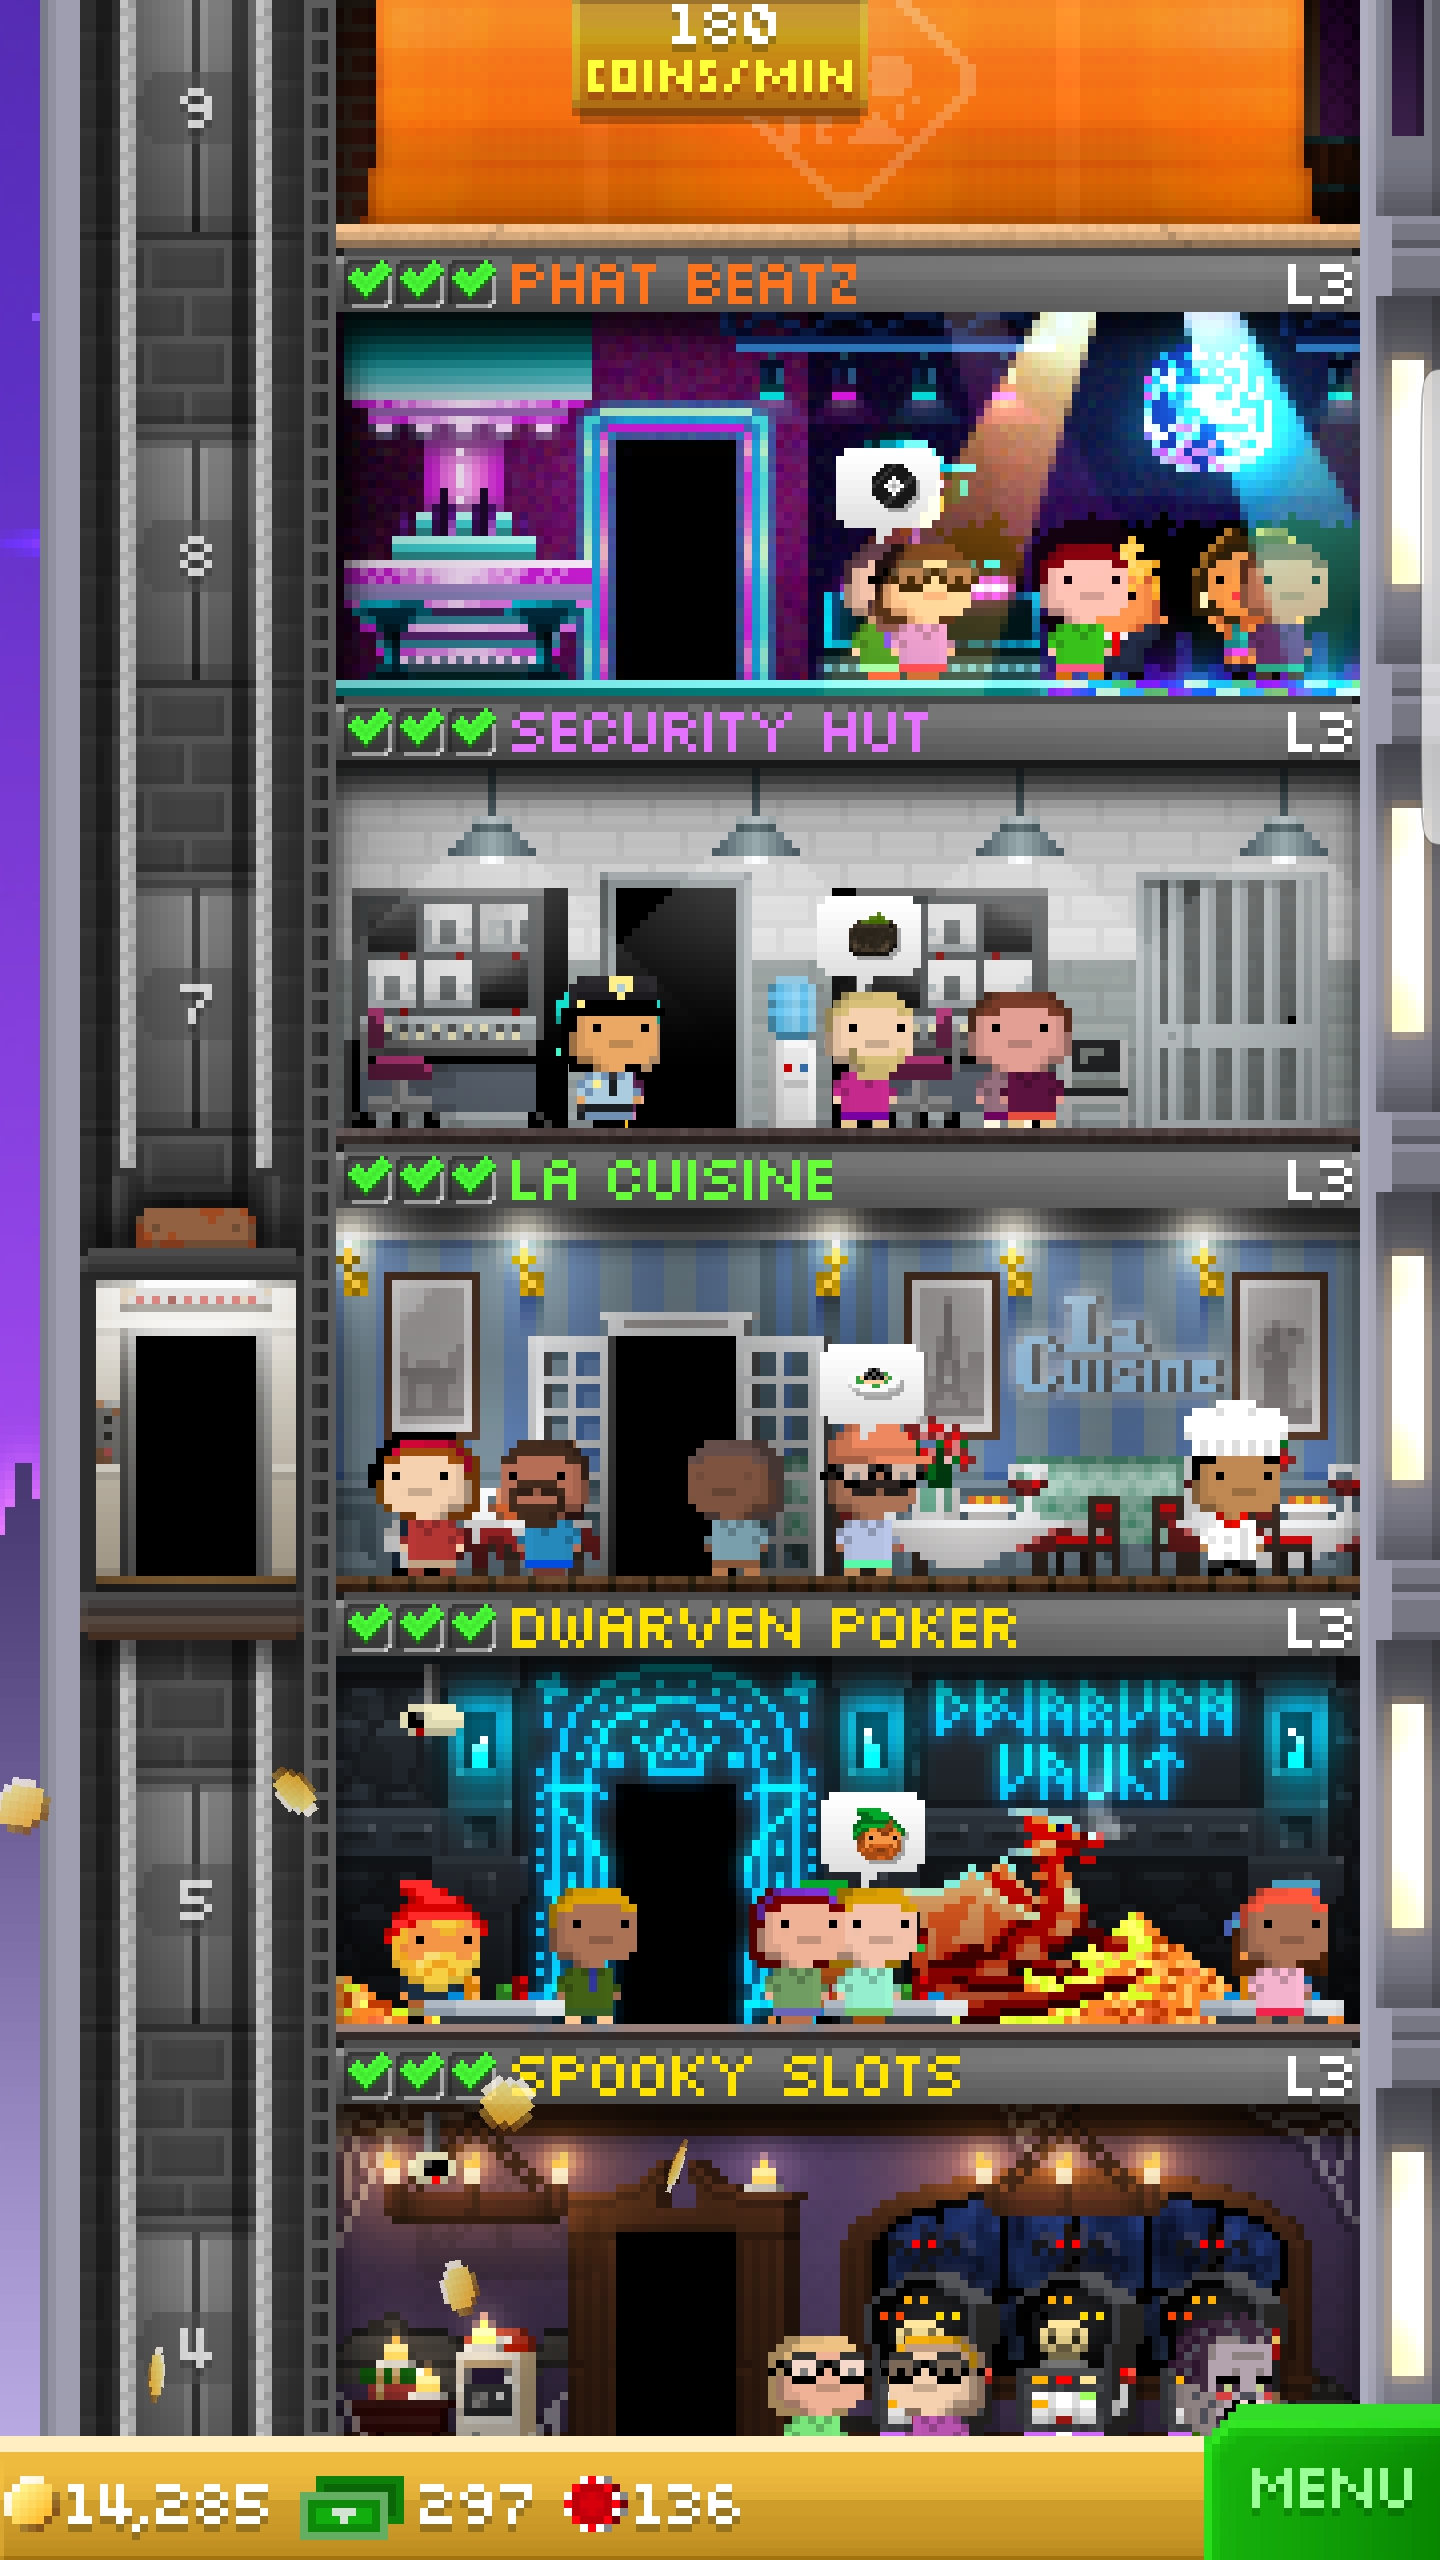 180
COINS/MIN
9
PHAT BEATZ L3
8
SECURITY HUT L3
7
LA CUISINE L3
La
Cuisine
DWARVEN POKER L3
DWARVEN
VAULT
5
SPOOKY SLOTS L3
4
14,285 297 136
MENU